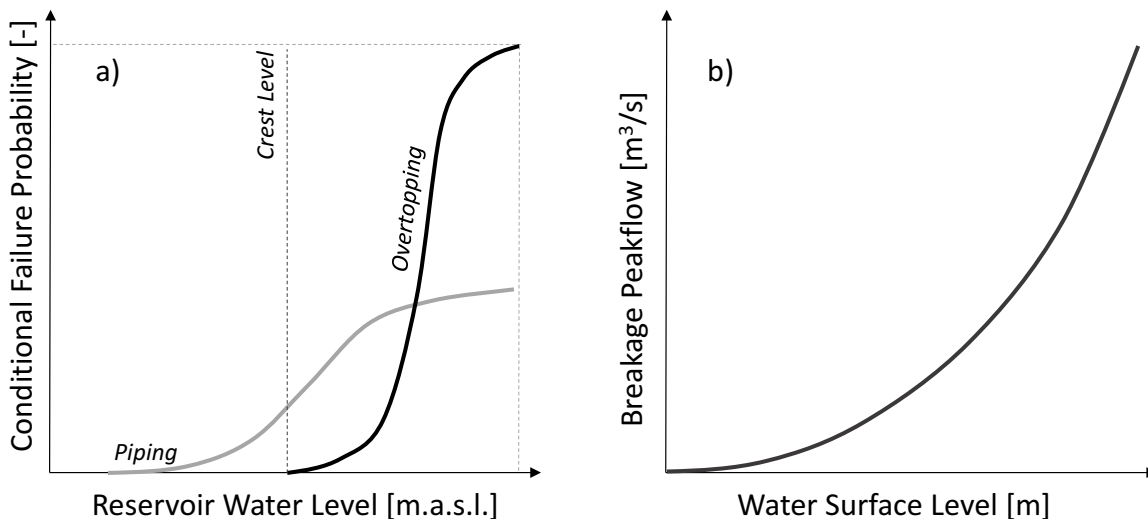 a)
Conditional Failure Probability [-]
Crest Level
Overtopping
Piping
Reservoir Water Level [m.a.s.l.]
b)
Breakage Peakflow [m³/s]
Water Surface Level [m]